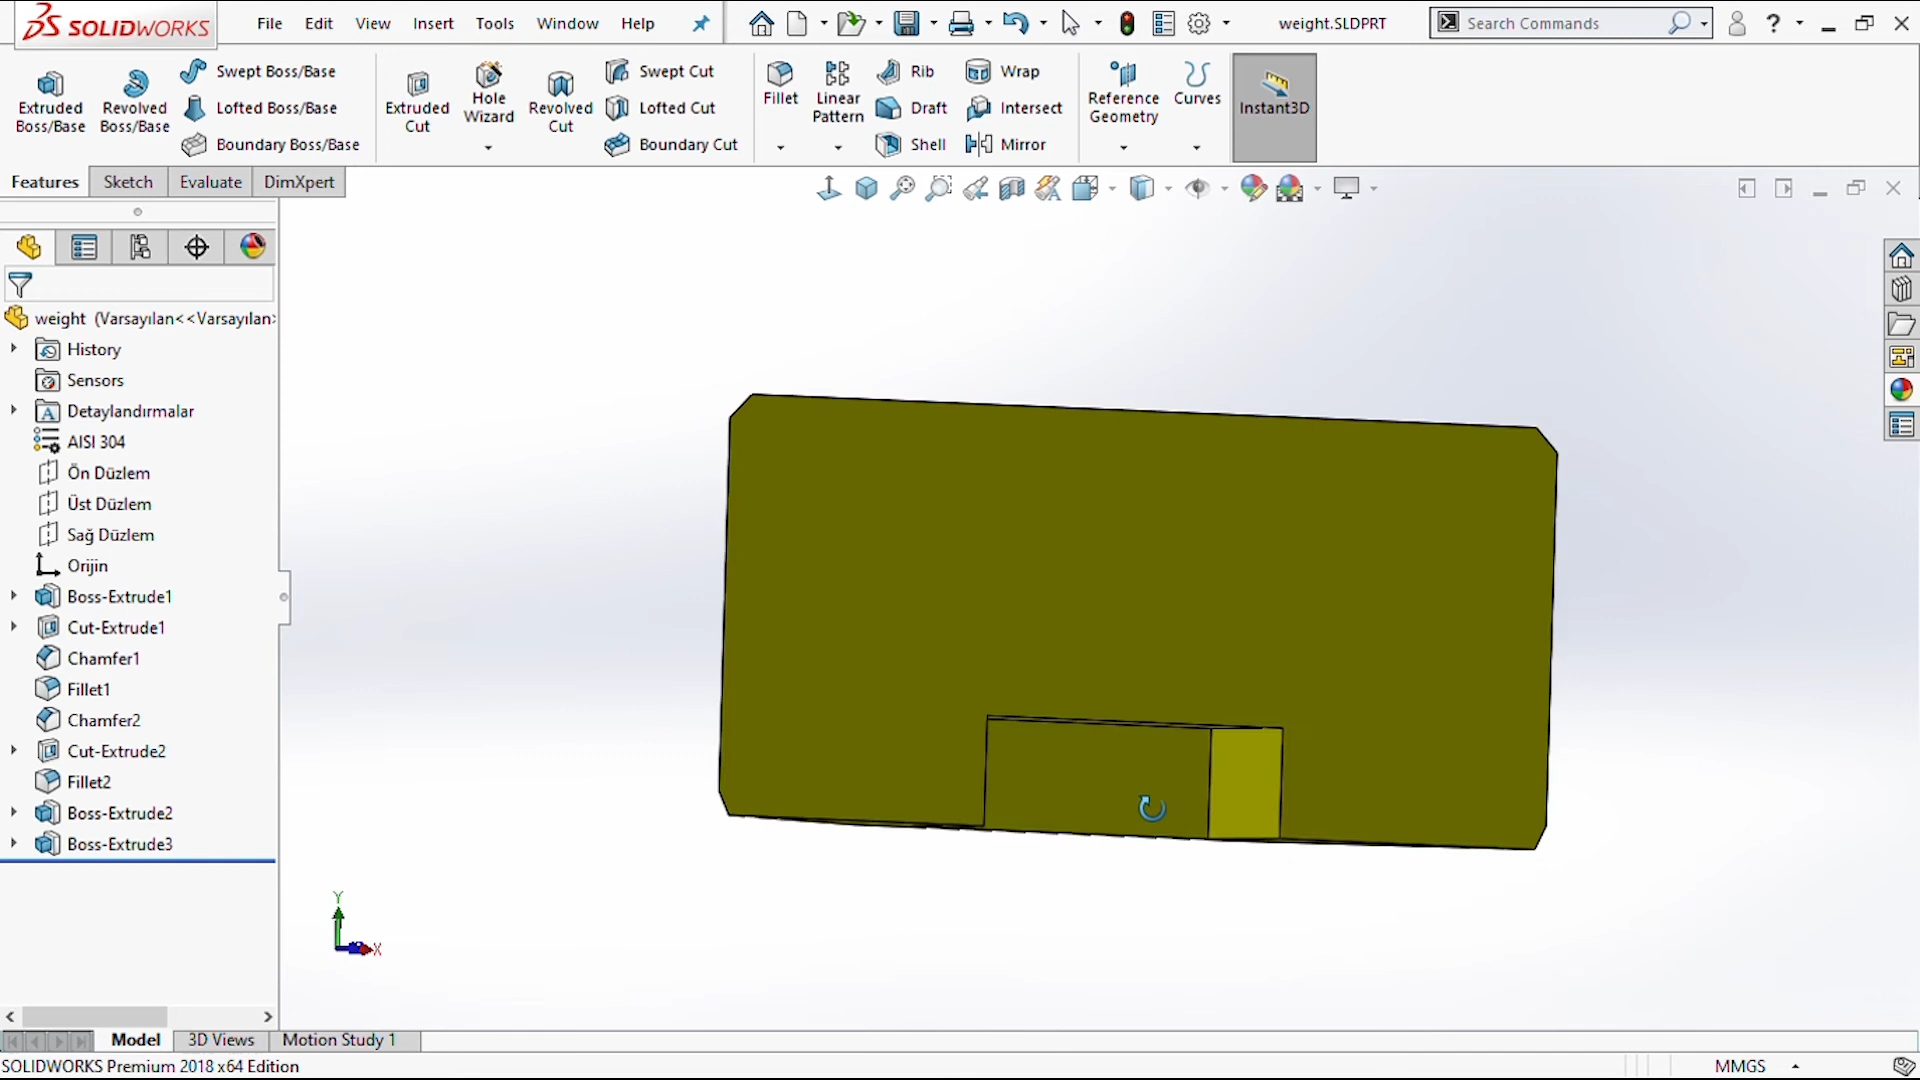 SOLIDWORKS File Edit View Insert Tools Window Help weight.SLDPRT Search Commands ?
Extruded Boss/Base
Revolved Boss/Base
Swept Boss/Base
Lofted Boss/Base
Boundary Boss/Base
Extruded Cut
Hole Wizard
Revolved Cut
Swept Cut
Lofted Cut
Boundary Cut
Fillet
Linear Pattern
Rib
Draft
Shell
Wrap
Intersect
Mirror
Reference Geometry
Curves
Instant3D
Features Sketch Evaluate DimXpert
weight (Varsayılan<<Varsayılan>
History
Sensors
Detaylandırmalar
AISI 304
Ön Düzlem
Üst Düzlem
Sağ Düzlem
Orijin
Boss-Extrude1
Cut-Extrude1
Chamfer1
Fillet1
Chamfer2
Cut-Extrude2
Fillet2
Boss-Extrude2
Boss-Extrude3
Y
X
Model 3D Views Motion Study 1
SOLIDWORKS Premium 2018 x64 Edition MMGS